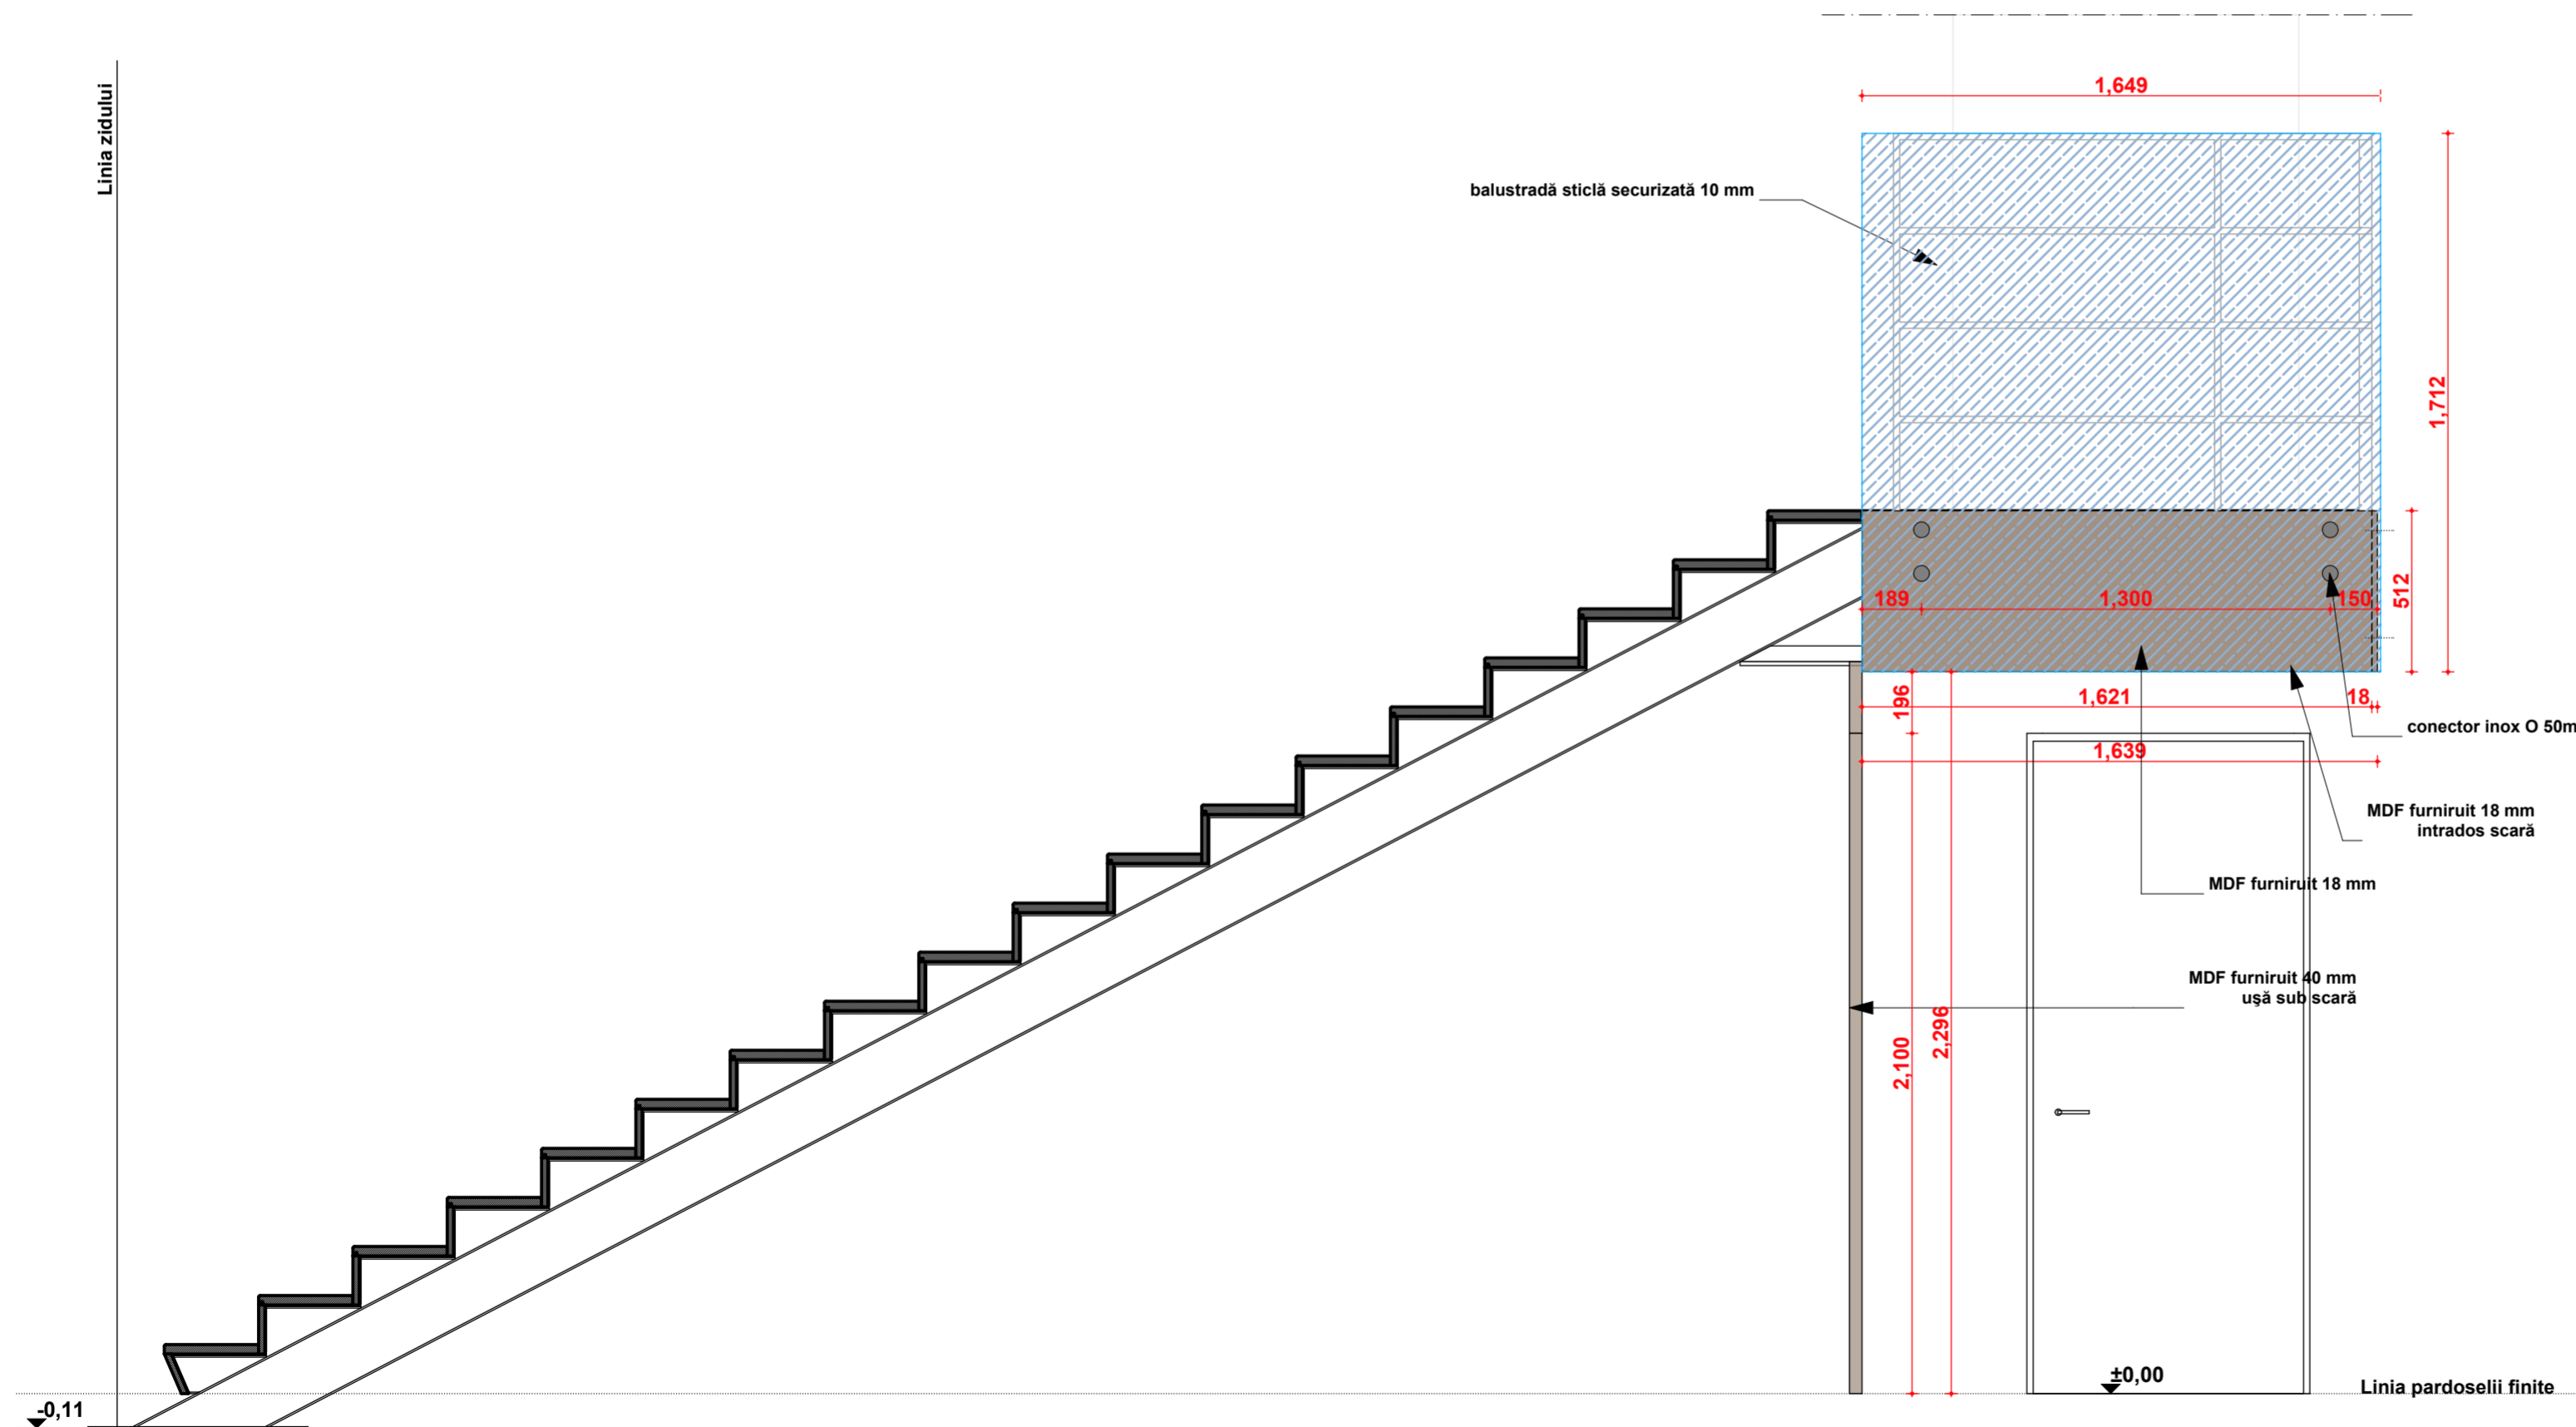 Linia zidului
1,649
balustradă sticlă securizată 10 mm
1,712
512
189
1,300
150
196
1,621
18
conector inox O 50m
1,639
MDF furniruit 18 mm
intrados scară
MDF furniruit 18 mm
MDF furniruit 40 mm
uşă sub scară
2,296
2,100
±0,00
Linia pardoselii finite
-0,11